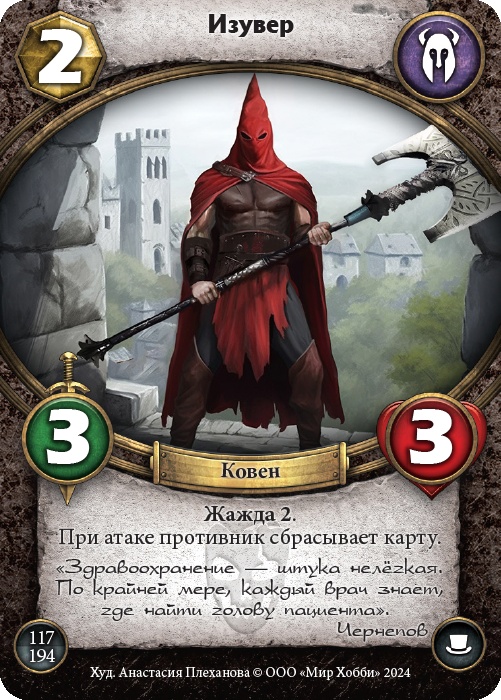 Изувер
2
3
3
Ковен
Жажда 2.
При атаке противник сбрасывает карту.
«Здравоохранение — штука нелёгкая.
По крайней мере, каждый врач знает,
где найти голову пациента».
Чернепов
117
194
Худ. Анастасия Плеханова © ООО «Мир Хобби» 2024